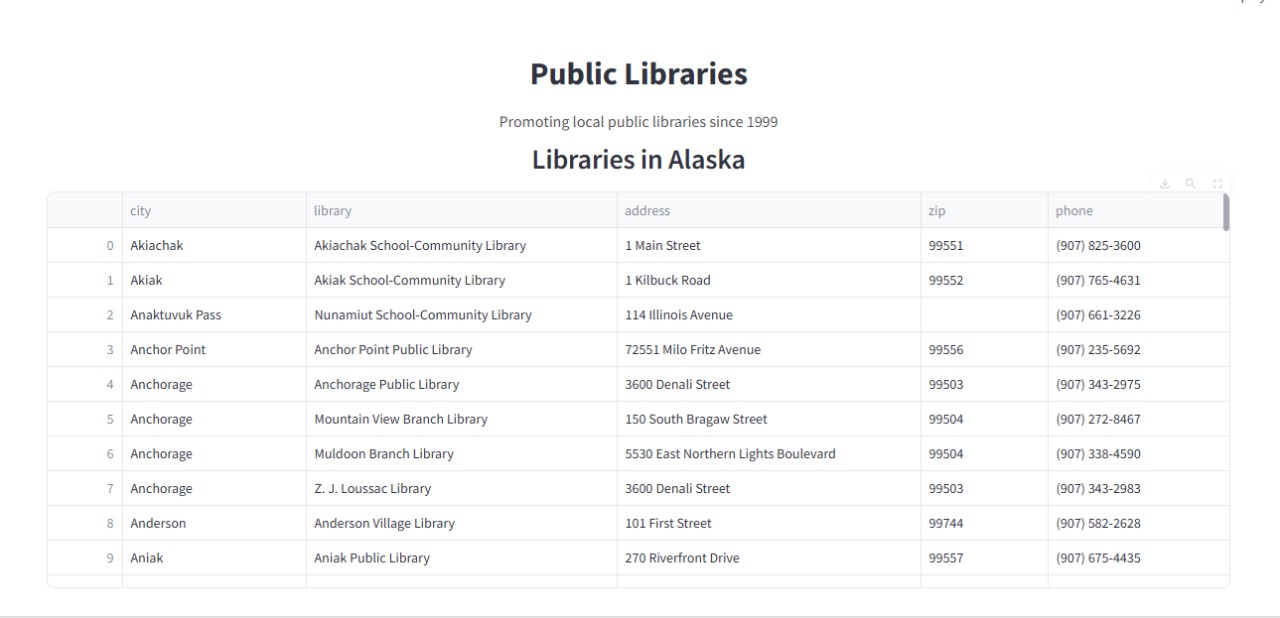 Public Libraries
Promoting local public libraries since 1999
Libraries in Alaska
city library address zip phone
0 Akiachak Akiachak School-Community Library 1 Main Street 99551 (907) 825-3600
1 Akiak Akiak School-Community Library 1 Kilbuck Road 99552 (907) 765-4631
2 Anaktuvuk Pass Nunamiut School-Community Library 114 Illinois Avenue (907) 661-3226
3 Anchor Point Anchor Point Public Library 72551 Milo Fritz Avenue 99556 (907) 235-5692
4 Anchorage Anchorage Public Library 3600 Denali Street 99503 (907) 343-2975
5 Anchorage Mountain View Branch Library 150 South Bragaw Street 99504 (907) 272-8467
6 Anchorage Muldoon Branch Library 5530 East Northern Lights Boulevard 99504 (907) 338-4590
7 Anchorage Z. J. Loussac Library 3600 Denali Street 99503 (907) 343-2983
8 Anderson Anderson Village Library 101 First Street 99744 (907) 582-2628
9 Aniak Aniak Public Library 270 Riverfront Drive 99557 (907) 675-4435